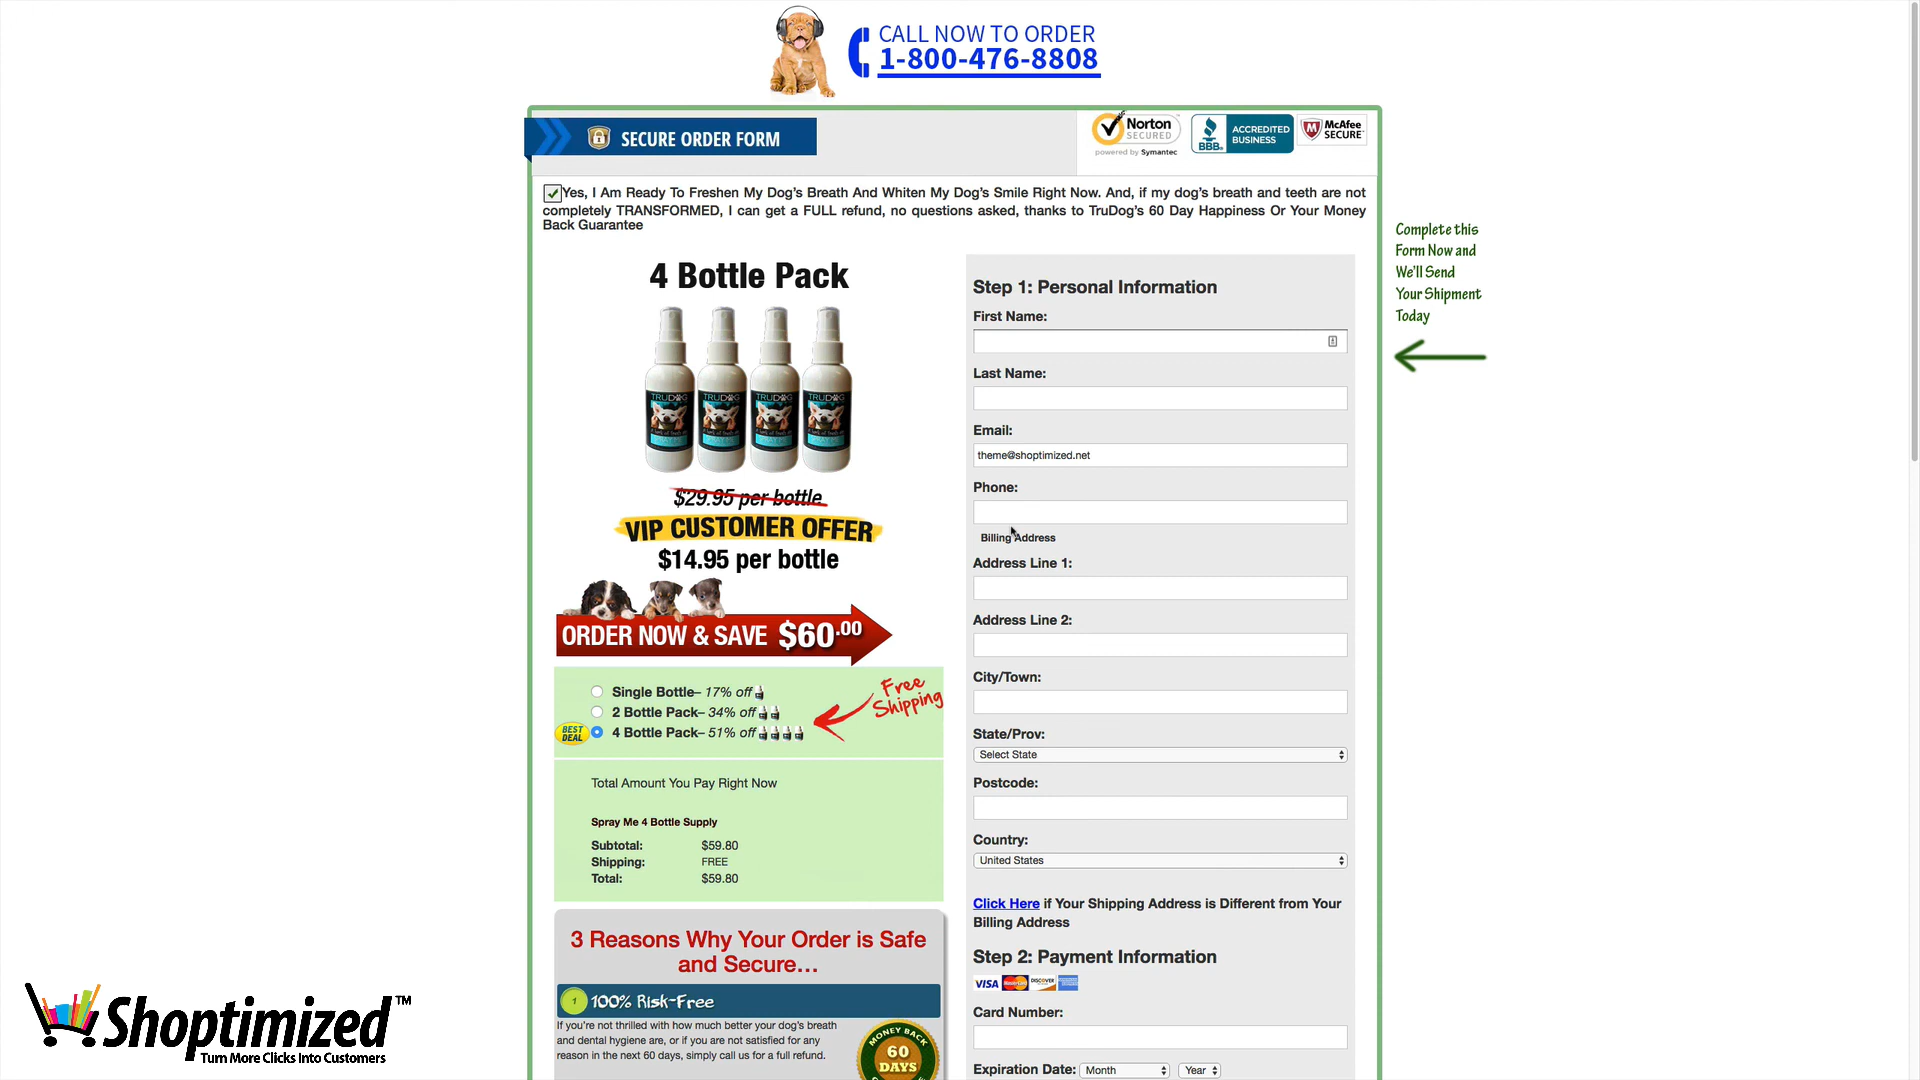 CALL NOW TO ORDER
1-800-476-8808
SECURE ORDER FORM
Norton
SECURED
powered by Symantec
BBB.
ACCREDITED
BUSINESS
McAfee
SECURE
Yes, I Am Ready To Freshen My Dog's Breath And Whiten My Dog's Smile Right Now. And, if my dog's breath and teeth are not
completely TRANSFORMED, I can get a FULL refund, no questions asked, thanks to TruDog's 60 Day Happiness Or Your Money
Back Guarantee
Complete this
Form Now and
We'll Send
Your Shipment
Today
4 Bottle Pack
TRUDOG TRUDOG TRUDOG TRUDOG
$29.95 per bottle
VIP CUSTOMER OFFER
$14.95 per bottle
ORDER NOW & SAVE $60.00
Single Bottle– 17% off
2 Bottle Pack– 34% off
BEST
DEAL
4 Bottle Pack– 51% off
Free
Shipping
Total Amount You Pay Right Now
Spray Me 4 Bottle Supply
Subtotal: $59.80
Shipping: FREE
Total: $59.80
3 Reasons Why Your Order is Safe
and Secure…
1 100% Risk-Free
If you're not thrilled with how much better your dog's breath
and dental hygiene are, or if you are not satisfied for any
reason in the next 60 days, simply call us for a full refund.
MONEY BACK
60
DAYS
Step 1: Personal Information
First Name:
Last Name:
Email:
theme@shoptimized.net
Phone:
Billing Address
Address Line 1:
Address Line 2:
City/Town:
State/Prov:
Select State
Postcode:
Country:
United States
Click Here if Your Shipping Address is Different from Your
Billing Address
Step 2: Payment Information
VISA MasterCard DISCOVER
Card Number:
Expiration Date: Month Year
Shoptimized™
Turn More Clicks Into Customers